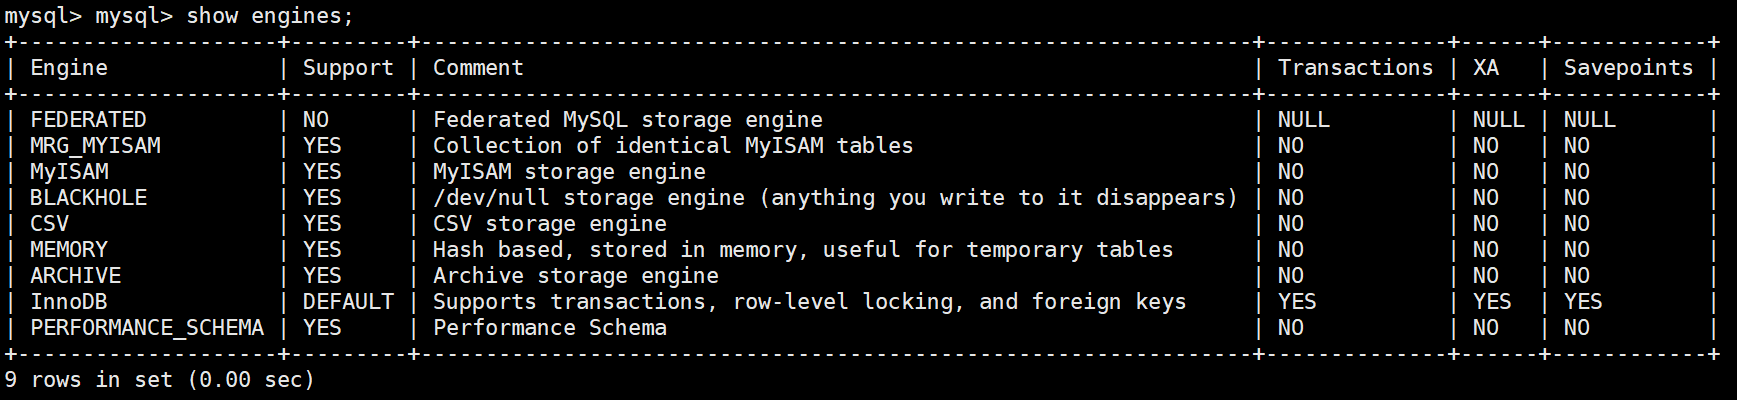 mysql> mysql> show engines;
+--------------------+---------+----------------------------------------------------------------+--------------+------+------------+
| Engine             | Support | Comment                                                        | Transactions | XA   | Savepoints |
+--------------------+---------+----------------------------------------------------------------+--------------+------+------------+
| FEDERATED          | NO      | Federated MySQL storage engine                                 | NULL         | NULL | NULL       |
| MRG_MYISAM         | YES     | Collection of identical MyISAM tables                          | NO           | NO   | NO         |
| MyISAM             | YES     | MyISAM storage engine                                          | NO           | NO   | NO         |
| BLACKHOLE          | YES     | /dev/null storage engine (anything you write to it disappears) | NO           | NO   | NO         |
| CSV                | YES     | CSV storage engine                                             | NO           | NO   | NO         |
| MEMORY             | YES     | Hash based, stored in memory, useful for temporary tables      | NO           | NO   | NO         |
| ARCHIVE            | YES     | Archive storage engine                                         | NO           | NO   | NO         |
| InnoDB             | DEFAULT | Supports transactions, row-level locking, and foreign keys     | YES          | YES  | YES        |
| PERFORMANCE_SCHEMA | YES     | Performance Schema                                             | NO           | NO   | NO         |
+--------------------+---------+----------------------------------------------------------------+--------------+------+------------+
9 rows in set (0.00 sec)